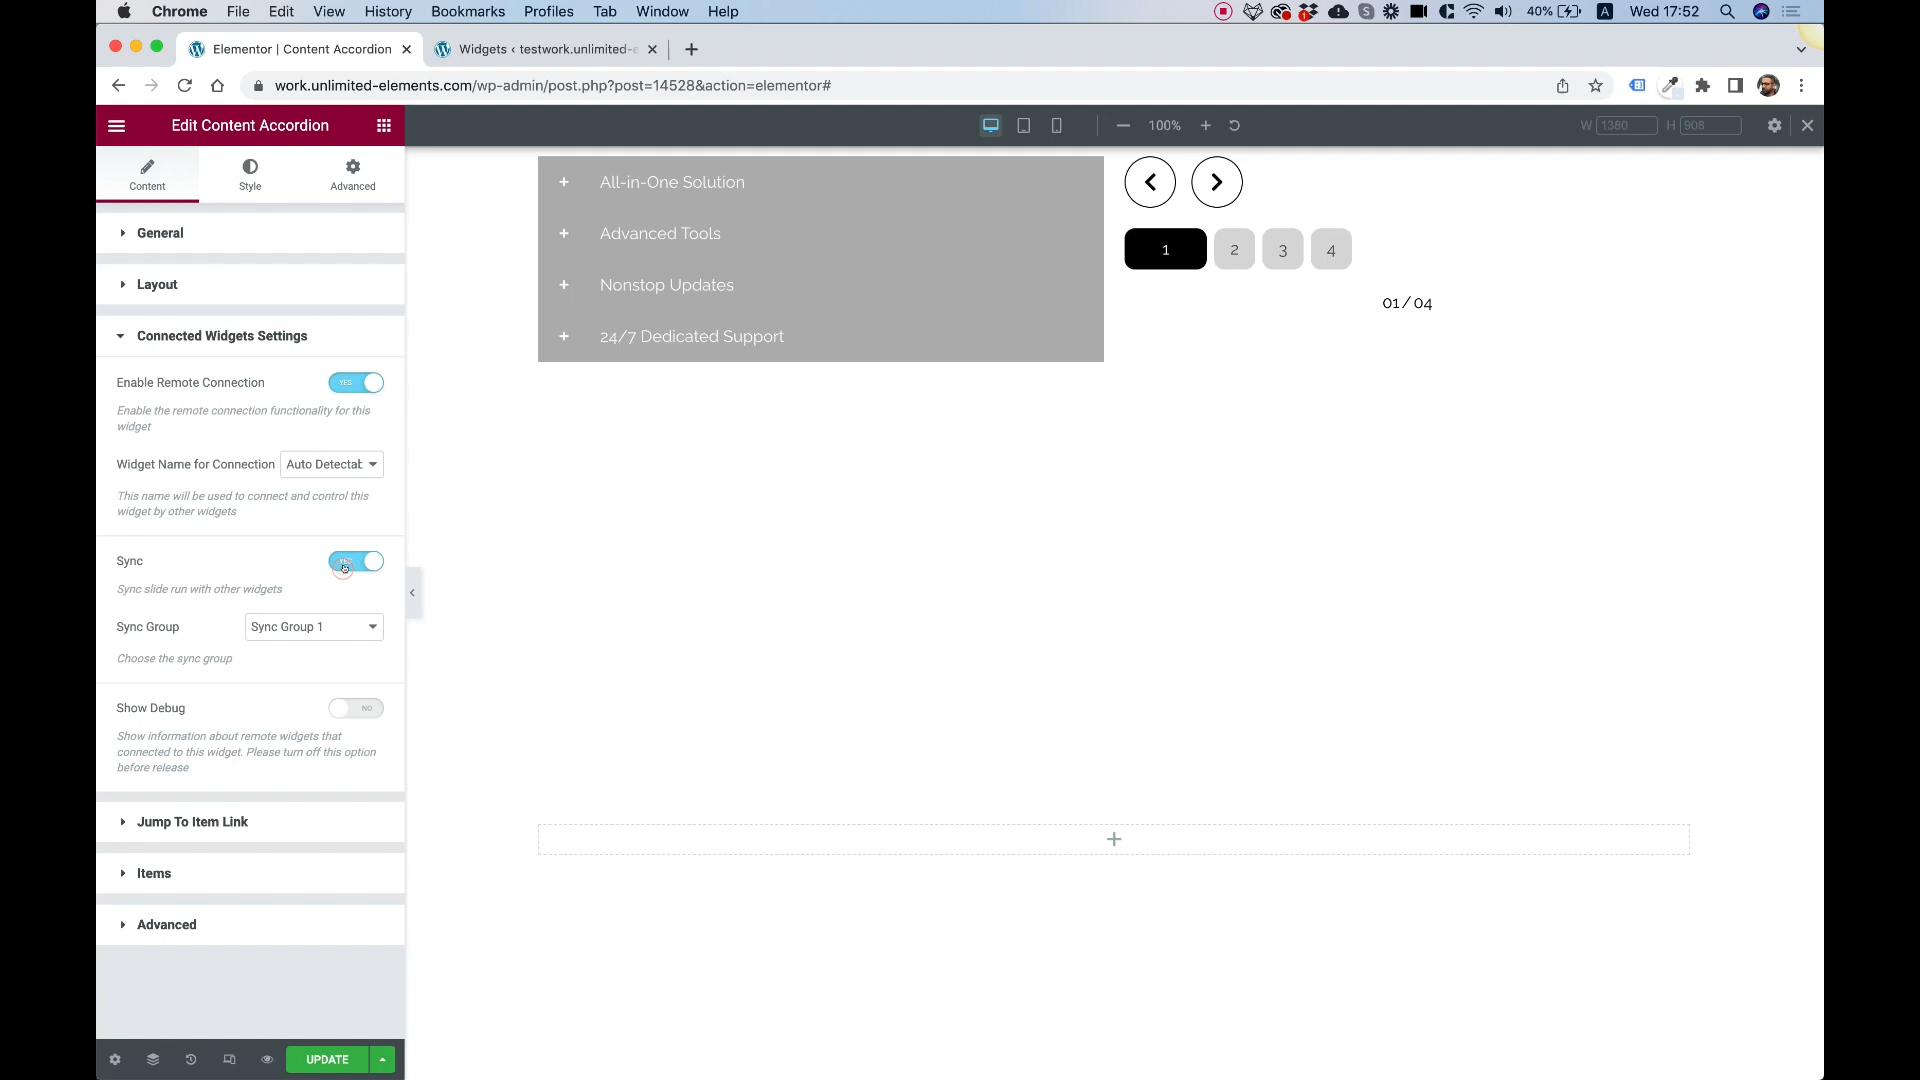 Chrome File Edit View History Bookmarks Profiles Tab Window Help
40% A Wed 17:52
Elementor | Content Accordion
Widgets ‹ testwork.unlimited-
work.unlimited-elements.com/wp-admin/post.php?post=14528&action=elementor#
Edit Content Accordion
100%
W 1380 H 908
Content Style Advanced
General
Layout
Connected Widgets Settings
Enable Remote Connection YES
Enable the remote connection functionality for this
widget
Widget Name for Connection Auto Detectab
This name will be used to connect and control this
widget by other widgets
Sync YES
Sync slide run with other widgets
Sync Group Sync Group 1
Choose the sync group
Show Debug NO
Show information about remote widgets that
connected to this widget. Please turn off this option
before release
Jump To Item Link
Items
Advanced
UPDATE
+ All-in-One Solution
+ Advanced Tools
+ Nonstop Updates
+ 24/7 Dedicated Support
1 2 3 4
01 / 04
+